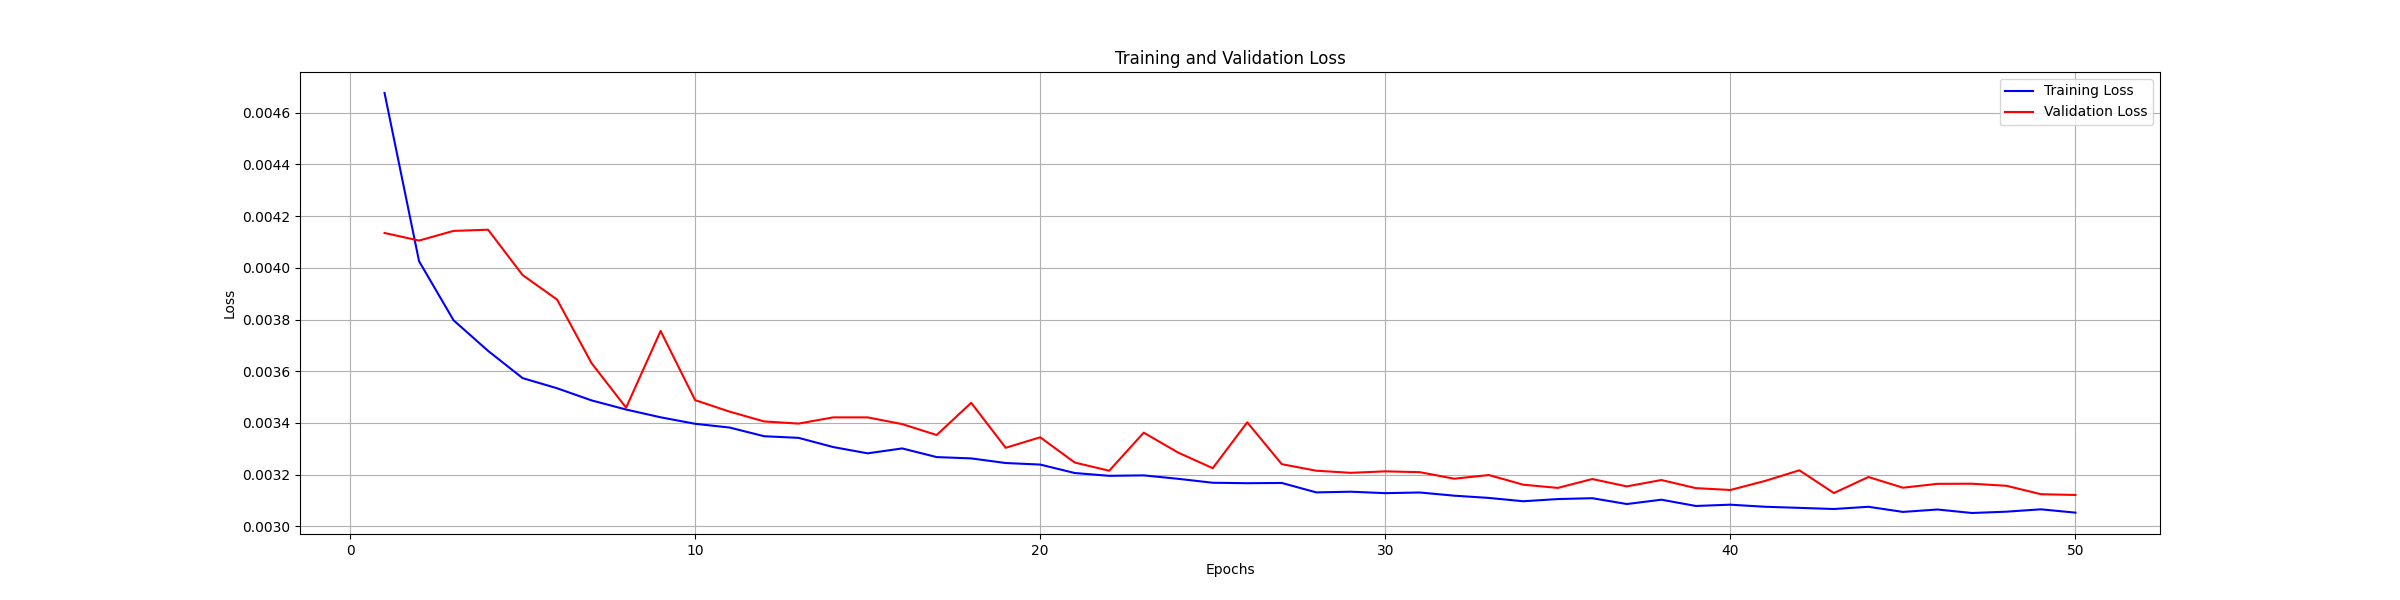 Training and Validation Loss
Training Loss
Validation Loss
0.0046
0.0044
0.0042
0.0040
0.0038
0.0036
0.0034
0.0032
0.0030
Loss
0 10 20 30 40 50
Epochs